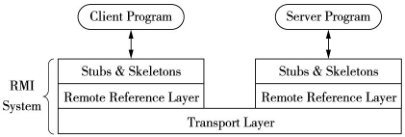 Client Program Server Program
Stubs & Skeletons Stubs & Skeletons
RMI
System
Remote Reference Layer Remote Reference Layer
Transport Layer